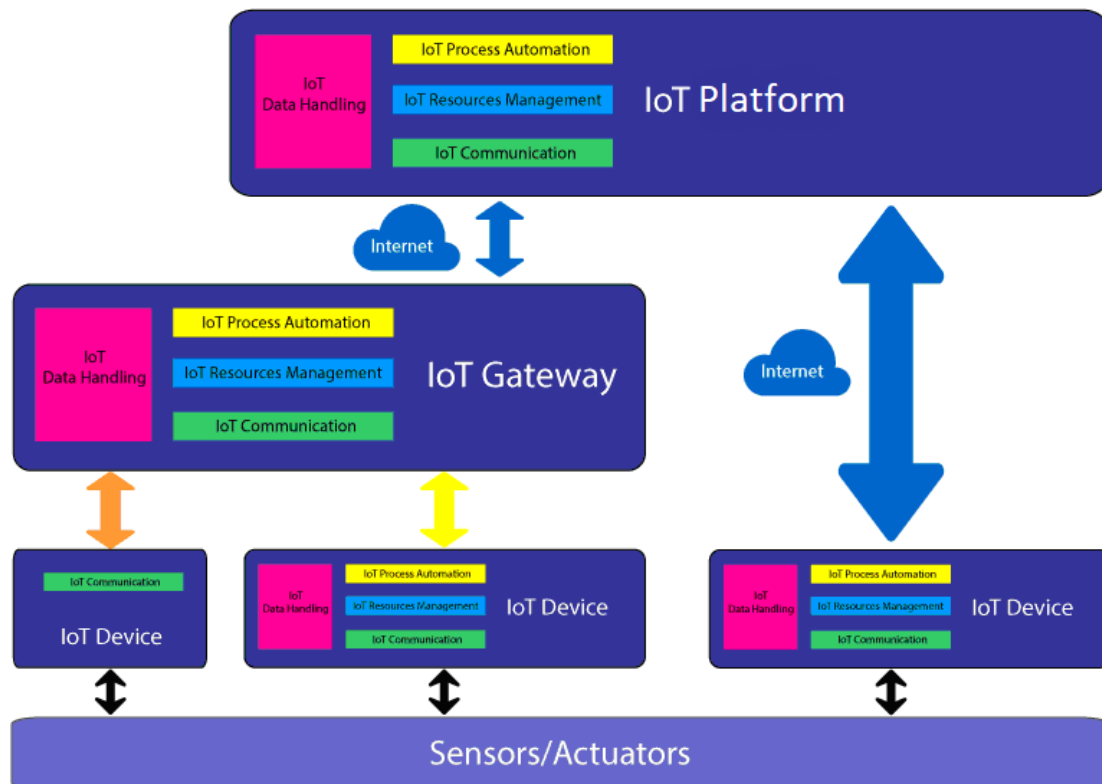 IoT
Data Handling
IoT Process Automation
IoT Resources Management
IoT Communication
IoT Platform
Internet
IoT
Data Handling
IoT Process Automation
IoT Resources Management
IoT Communication
IoT Gateway
Internet
IoT Communication
IoT Device
IoT
Data Handling
IoT Process Automation
IoT Resources Management
IoT Communication
IoT Device
IoT
Data Handling
IoT Process Automation
IoT Resources Management
IoT Communication
IoT Device
Sensors/Actuators